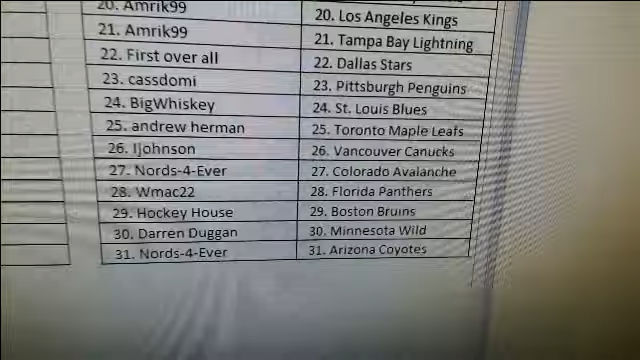 20. Amrik99 20. Los Angeles Kings
21. Amrik99 21. Tampa Bay Lightning
22. First over all 22. Dallas Stars
23. cassdomi 23. Pittsburgh Penguins
24. BigWhiskey 24. St. Louis Blues
25. andrew herman 25. Toronto Maple Leafs
26. IJohnson 26. Vancouver Canucks
27. Nords-4-Ever 27. Colorado Avalanche
28. Wmac22 28. Florida Panthers
29. Hockey House 29. Boston Bruins
30. Darren Duggan 30. Minnesota Wild
31. Nords-4-Ever 31. Arizona Coyotes